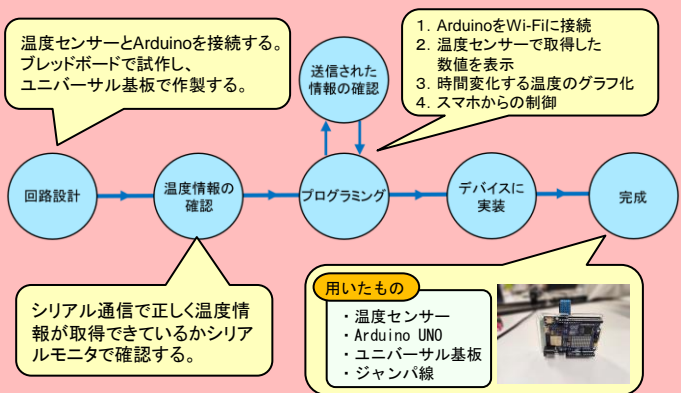 温度センサーとArduinoを接続する。
ブレッドボードで試作し、
ユニバーサル基板で作製する。
送信された
情報の確認
1. ArduinoをWi-Fiに接続
2. 温度センサーで取得した
数値を表示
3. 時間変化する温度のグラフ化
4. スマホからの制御
回路設計
温度情報の
確認
プログラミング
デバイスに
実装
完成
シリアル通信で正しく温度情
報が取得できているかシリア
ルモニタで確認する。
用いたもの
・温度センサー
・Arduino UNO
・ユニバーサル基板
・ジャンパ線